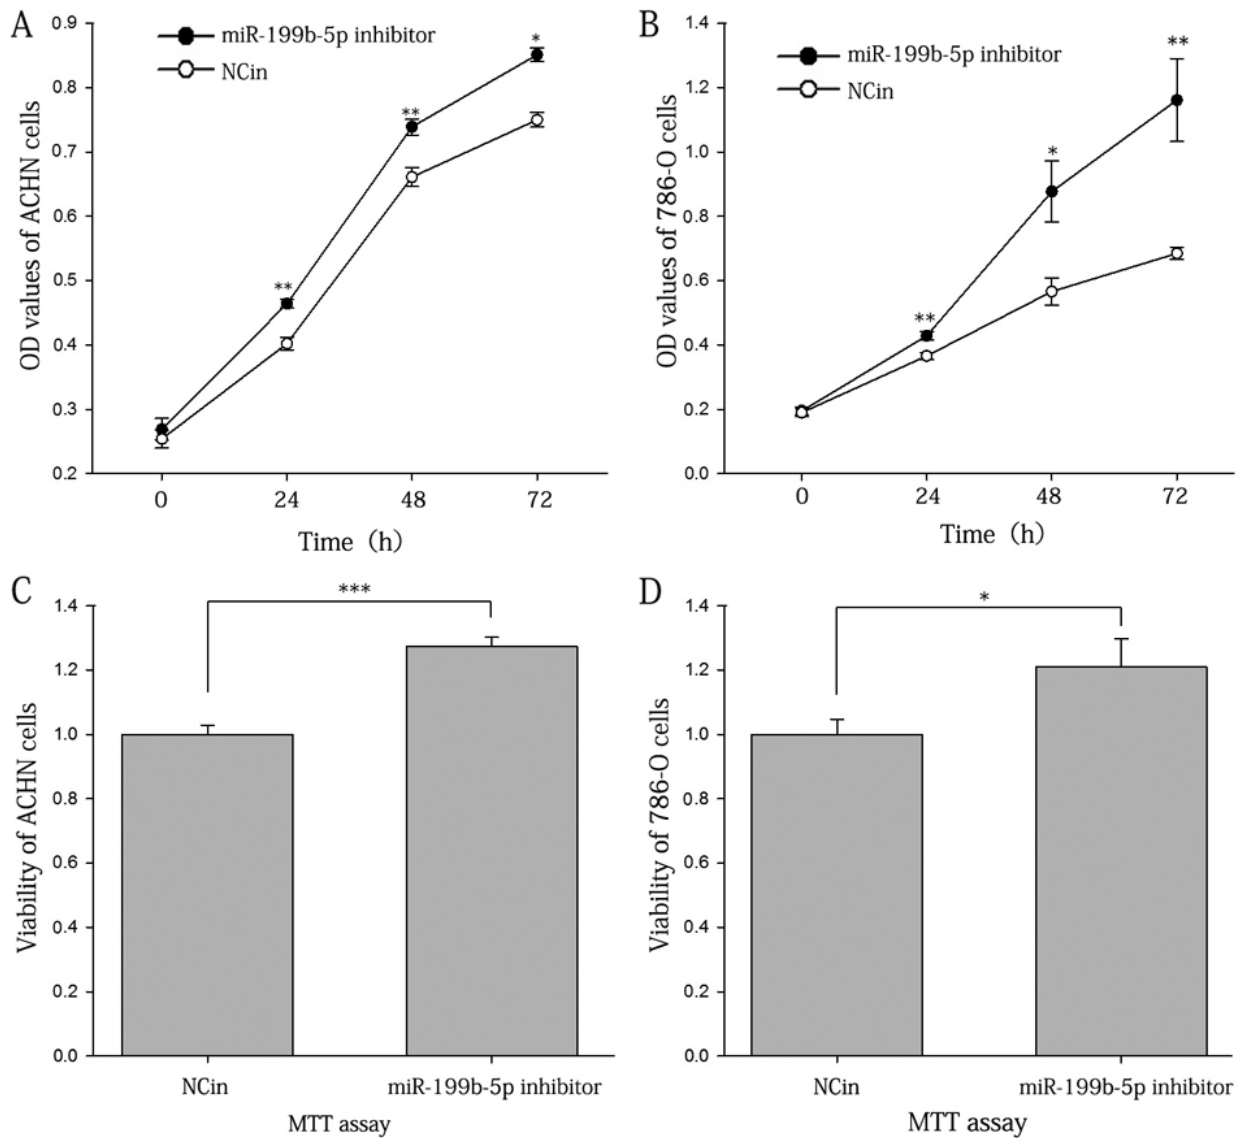 A
OD values of ACHN cells
0.9
0.8
0.7
0.6
0.5
0.4
0.3
0.2
miR-199b-5p inhibitor
NCin
**
**
*
0
24
48
72
Time (h)
B
OD values of 786-O cells
1.4
1.2
1.0
0.8
0.6
0.4
0.2
0.0
miR-199b-5p inhibitor
NCin
**
*
**
0
24
48
72
Time (h)
C
Viability of ACHN cells
1.4
1.2
1.0
0.8
0.6
0.4
0.2
0.0
***
NCin
miR-199b-5p inhibitor
MTT assay
D
Viability of 786-O cells
1.4
1.2
1.0
0.8
0.6
0.4
0.2
0.0
*
NCin
miR-199b-5p inhibitor
MTT assay